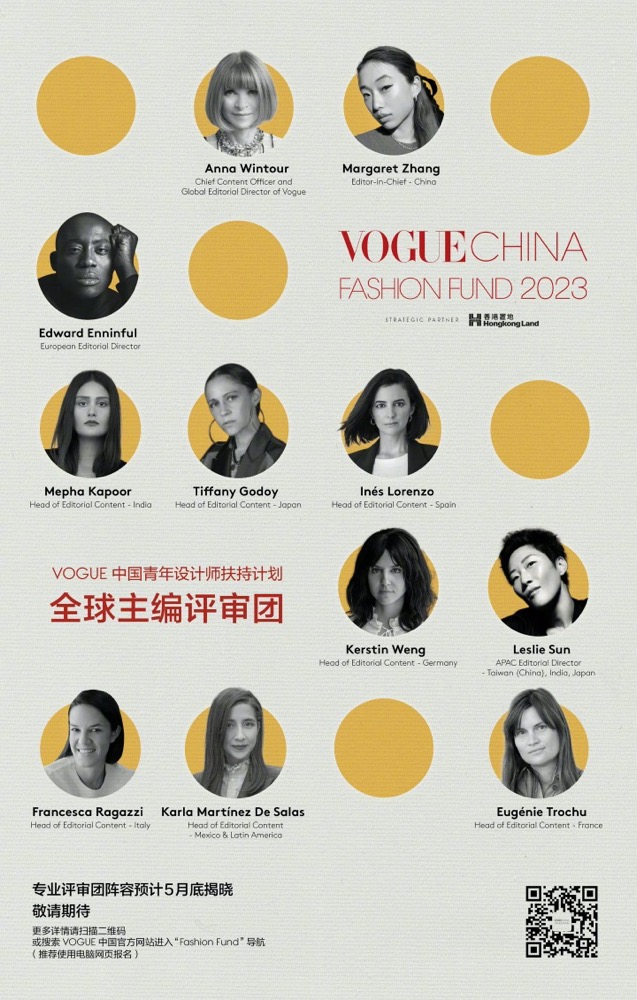 Anna Wintour
Chief Content Officer and
Global Editorial Director of Vogue
Margaret Zhang
Editor-in-Chief - China
Edward Enninful
European Editorial Director
VOGUE CHINA
FASHION FUND 2023
STRATEGIC PARTNER
香港置地
HongkongLand
Mepha Kapoor
Head of Editorial Content - India
Tiffany Godoy
Head of Editorial Content - Japan
Inés Lorenzo
Head of Editorial Content - Spain
VOGUE 中国青年设计师扶持计划
全球主编评审团
Kerstin Weng
Head of Editorial Content - Germany
Leslie Sun
APAC Editorial Director
- Taiwan (China), India, Japan
Francesca Ragazzi
Head of Editorial Content - Italy
Karla Martínez De Salas
Head of Editorial Content
- Mexico & Latin America
Eugénie Trochu
Head of Editorial Content - France
专业评审团阵容预计5月底揭晓
敬请期待
更多详情请扫描二维码
或搜索 VOGUE 中国官方网站进入“Fashion Fund”导航
（推荐使用电脑网页报名）